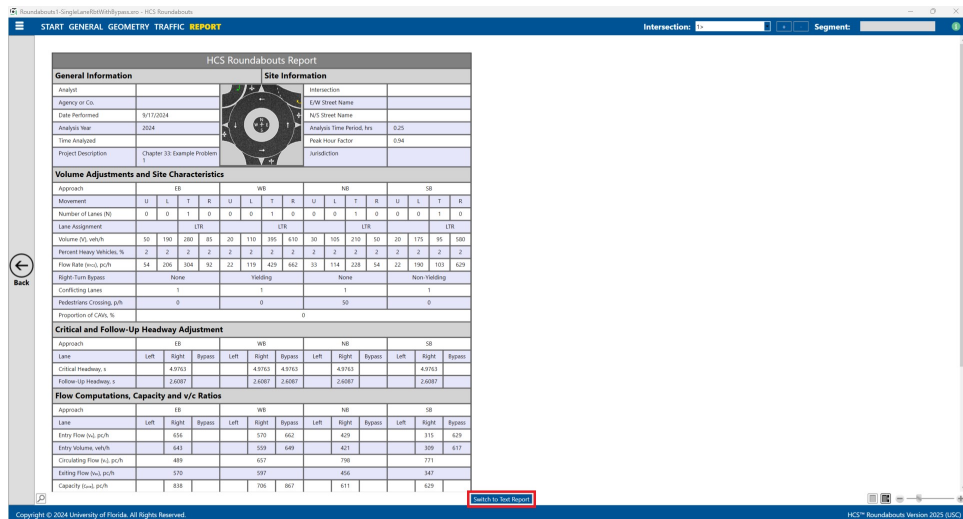 Roundabouts1-SingleLaneRbtWithBypass.xro - HCS Roundabouts
START GENERAL GEOMETRY TRAFFIC REPORT Intersection: 1> Segment:
HCS Roundabouts Report
General Information Site Information
Analyst Intersection
Agency or Co. E/W Street Name
Date Performed 9/17/2024 N/S Street Name
Analysis Year 2024 Analysis Time Period, hrs 0.25
Time Analyzed Peak Hour Factor 0.94
Project Description Chapter 33: Example Problem 1 Jurisdiction
Volume Adjustments and Site Characteristics
Approach EB WB NB SB
Movement U L T R U L T R U L T R U L T R
Number of Lanes (N) 0 0 1 0 0 0 1 0 0 0 1 0 0 0 1 0
Lane Assignment LTR LTR LTR LTR
Volume (V), veh/h 50 190 280 85 20 110 395 610 30 105 210 50 20 175 95 580
Percent Heavy Vehicles, % 2 2 2 2 2 2 2 2 2 2 2 2 2 2 2 2
Flow Rate (vPCE), pc/h 54 206 304 92 22 119 429 662 33 114 228 54 22 190 103 629
Right-Turn Bypass None Yielding None Non-Yielding
Conflicting Lanes 1 1 1 1
Pedestrians Crossing, p/h 0 0 50 0
Proportion of CAVs, % 0
Critical and Follow-Up Headway Adjustment
Approach EB WB NB SB
Lane Left Right Bypass Left Right Bypass Left Right Bypass Left Right Bypass
Critical Headway, s 4.9763 4.9763 4.9763 4.9763 4.9763
Follow-Up Headway, s 2.6087 2.6087 2.6087 2.6087 2.6087
Flow Computations, Capacity and v/c Ratios
Approach EB WB NB SB
Lane Left Right Bypass Left Right Bypass Left Right Bypass Left Right Bypass
Entry Flow (ve), pc/h 656 570 662 429 315 629
Entry Volume, veh/h 643 559 649 421 309 617
Circulating Flow (vc), pc/h 489 657 798 771
Exiting Flow (vex), pc/h 570 597 456 347
Capacity (cpce), pc/h 838 706 867 611 629
Back
Switch to Text Report
Copyright © 2024 University of Florida. All Rights Reserved. HCS™ Roundabouts Version 2025 (USC)